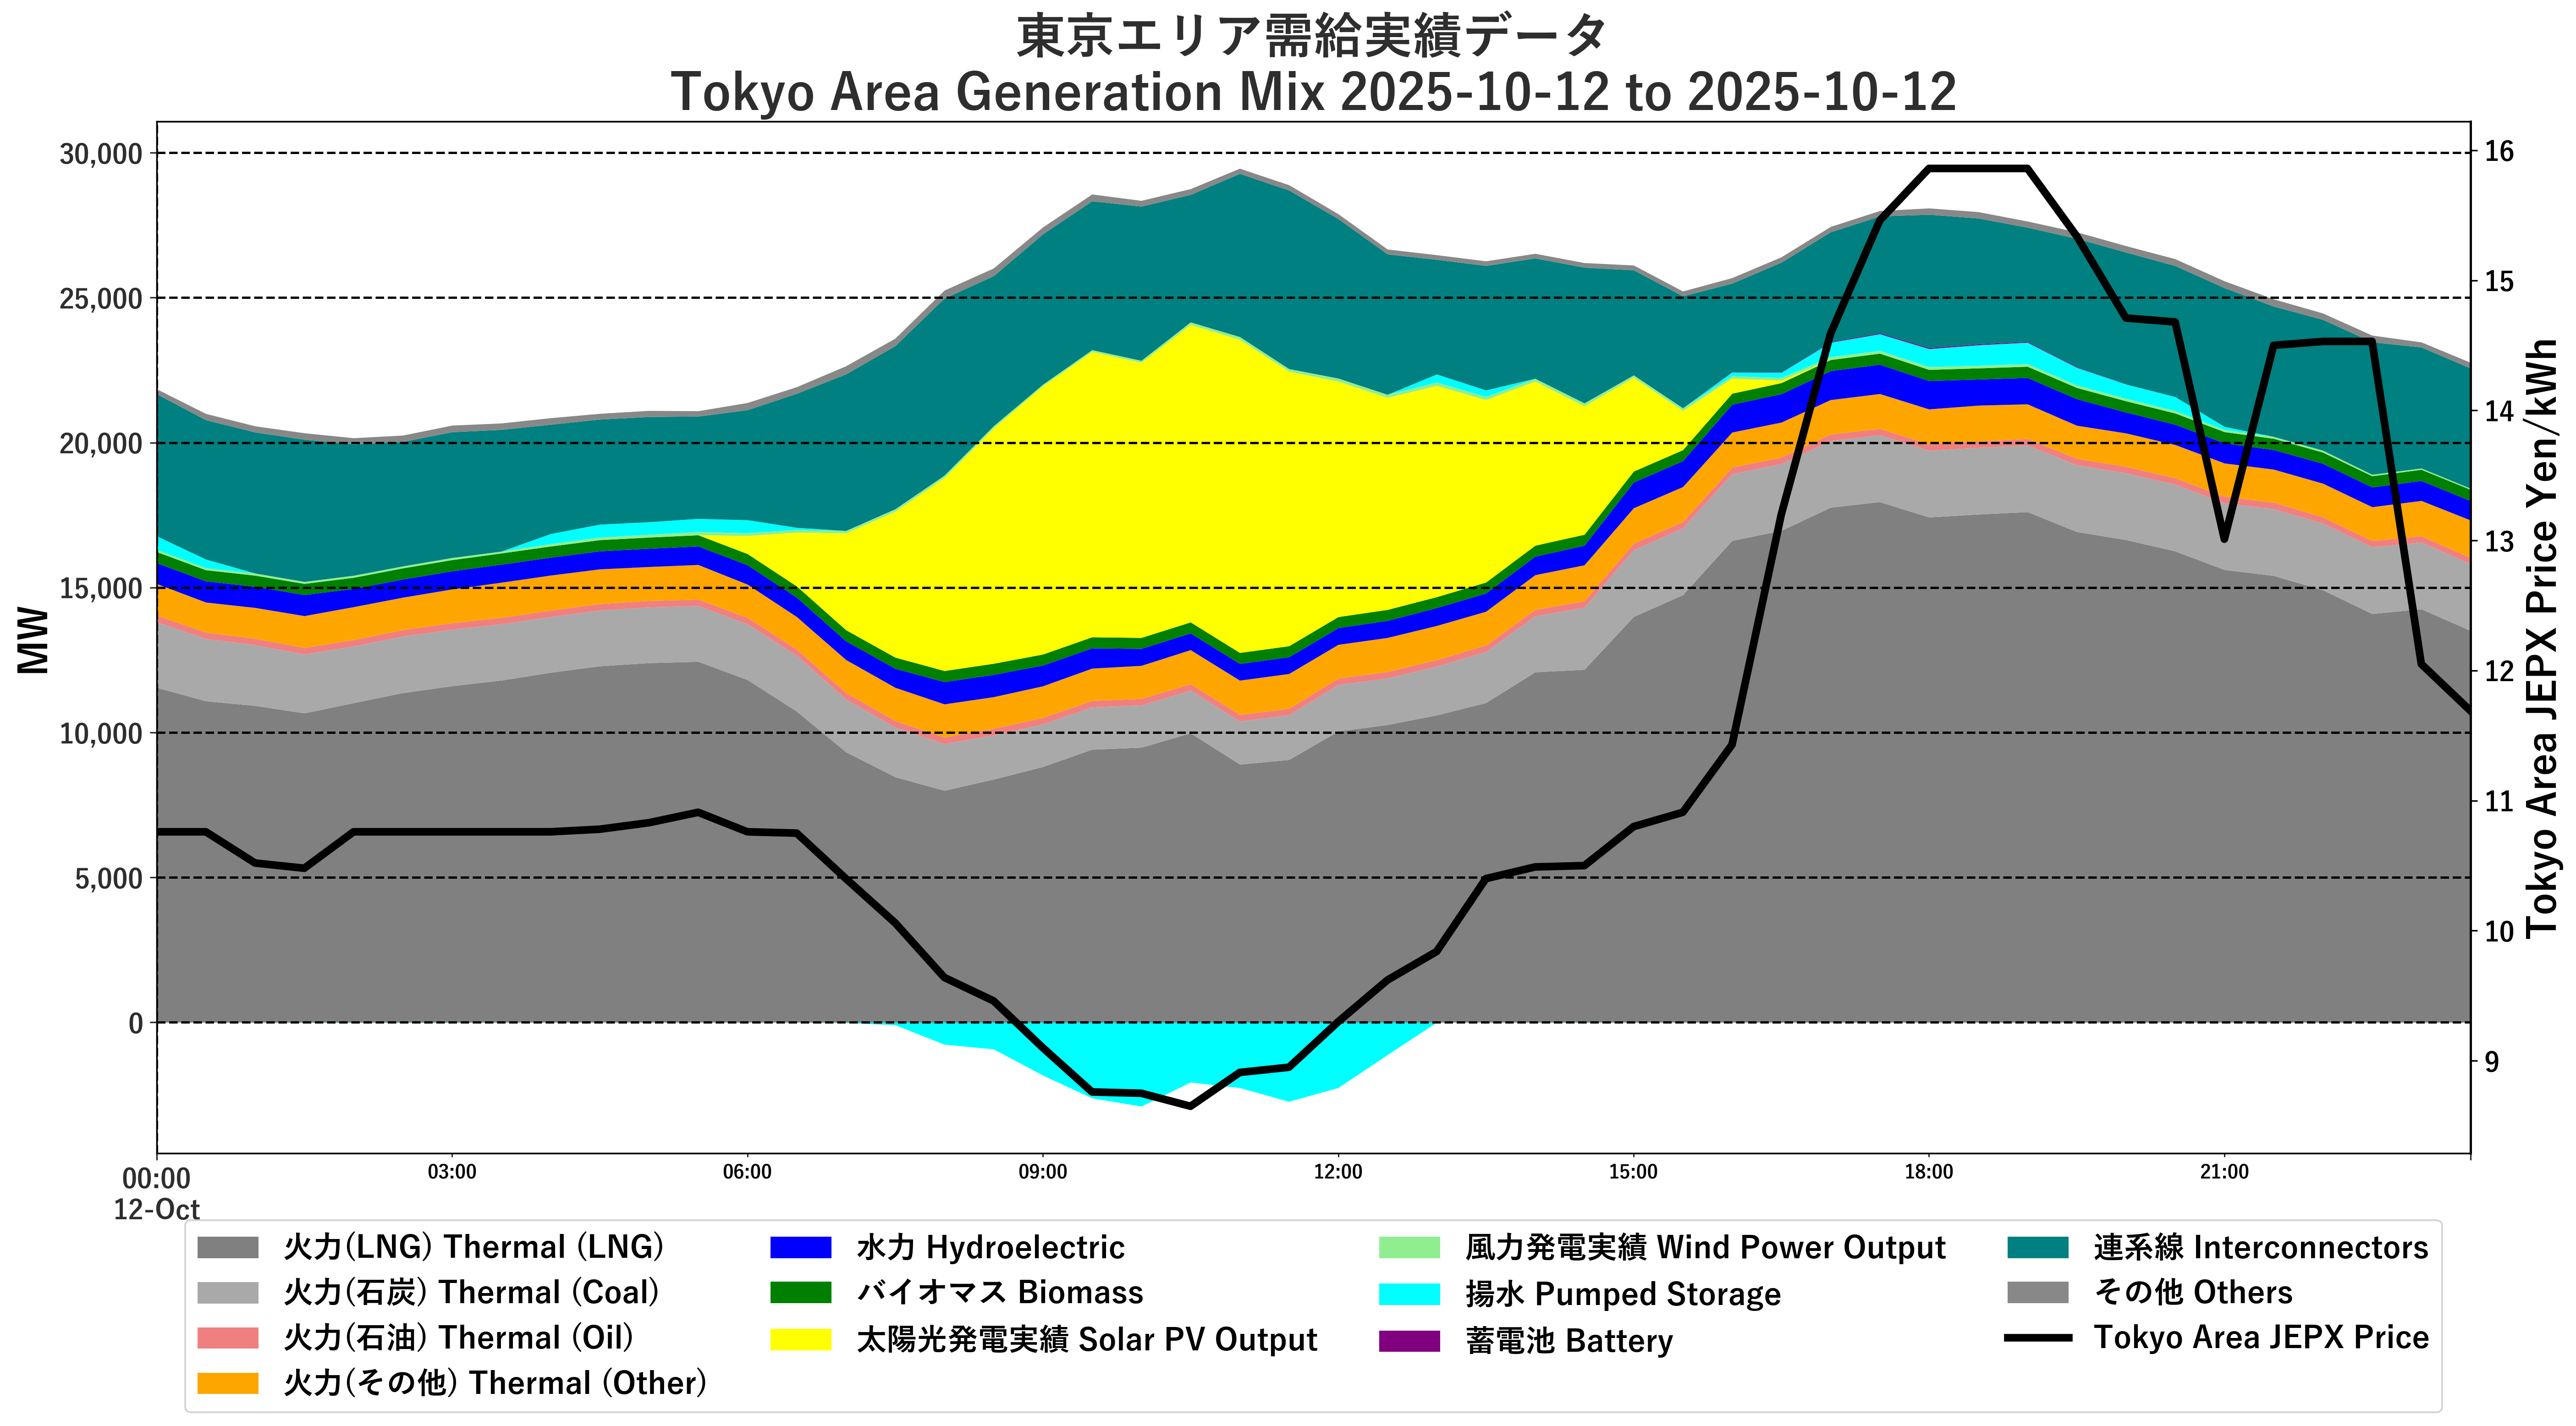 東京エリア需給実績データ
Tokyo Area Generation Mix 2025-10-12 to 2025-10-12
MW
30,000
25,000
20,000
15,000
10,000
5,000
0
16
15
14
13
12
11
10
9
Tokyo Area JEPX Price Yen/kWh
00:00
12-Oct
03:00
06:00
09:00
12:00
15:00
18:00
21:00
火力(LNG) Thermal (LNG)
火力(石炭) Thermal (Coal)
火力(石油) Thermal (Oil)
火力(その他) Thermal (Other)
水力 Hydroelectric
バイオマス Biomass
太陽光発電実績 Solar PV Output
風力発電実績 Wind Power Output
揚水 Pumped Storage
蓄電池 Battery
連系線 Interconnectors
その他 Others
Tokyo Area JEPX Price